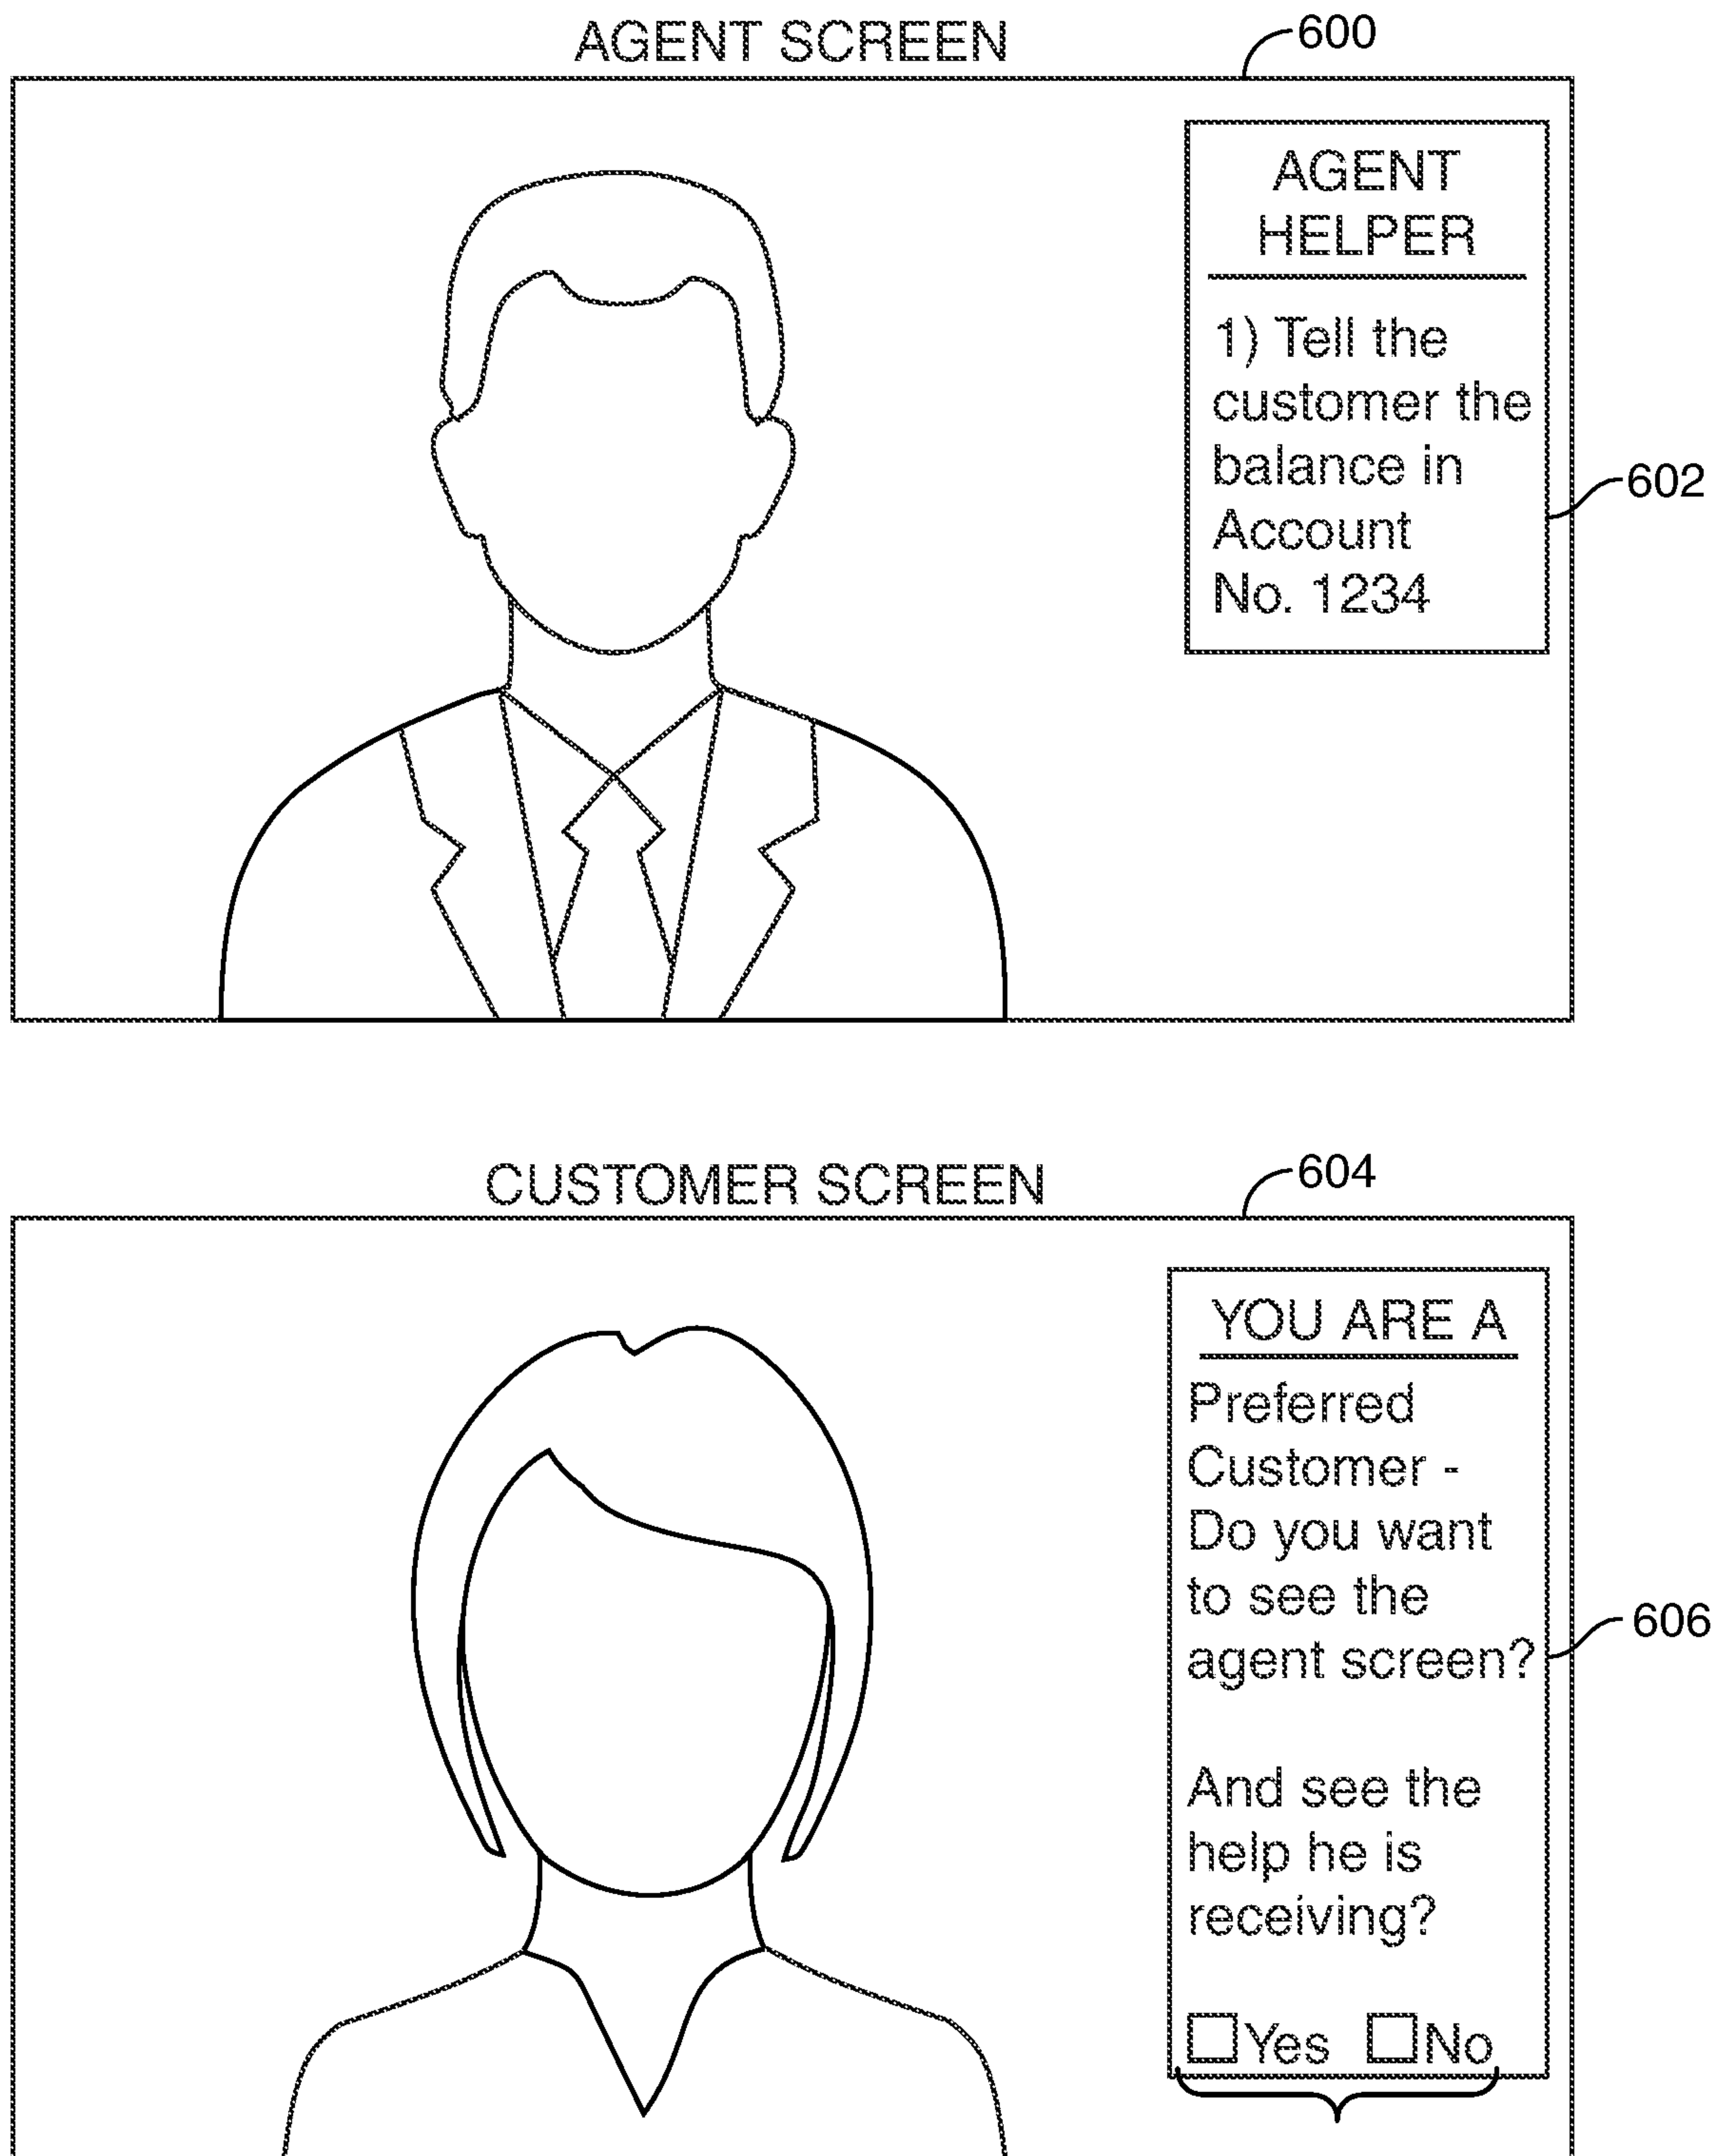 AGENT SCREEN
600
AGENT
HELPER
1) Tell the
customer the
balance in
Account
No. 1234
602
CUSTOMER SCREEN
604
YOU ARE A
Preferred
Customer -
Do you want
to see the
agent screen?
606
And see the
help he is
receiving?
Yes No